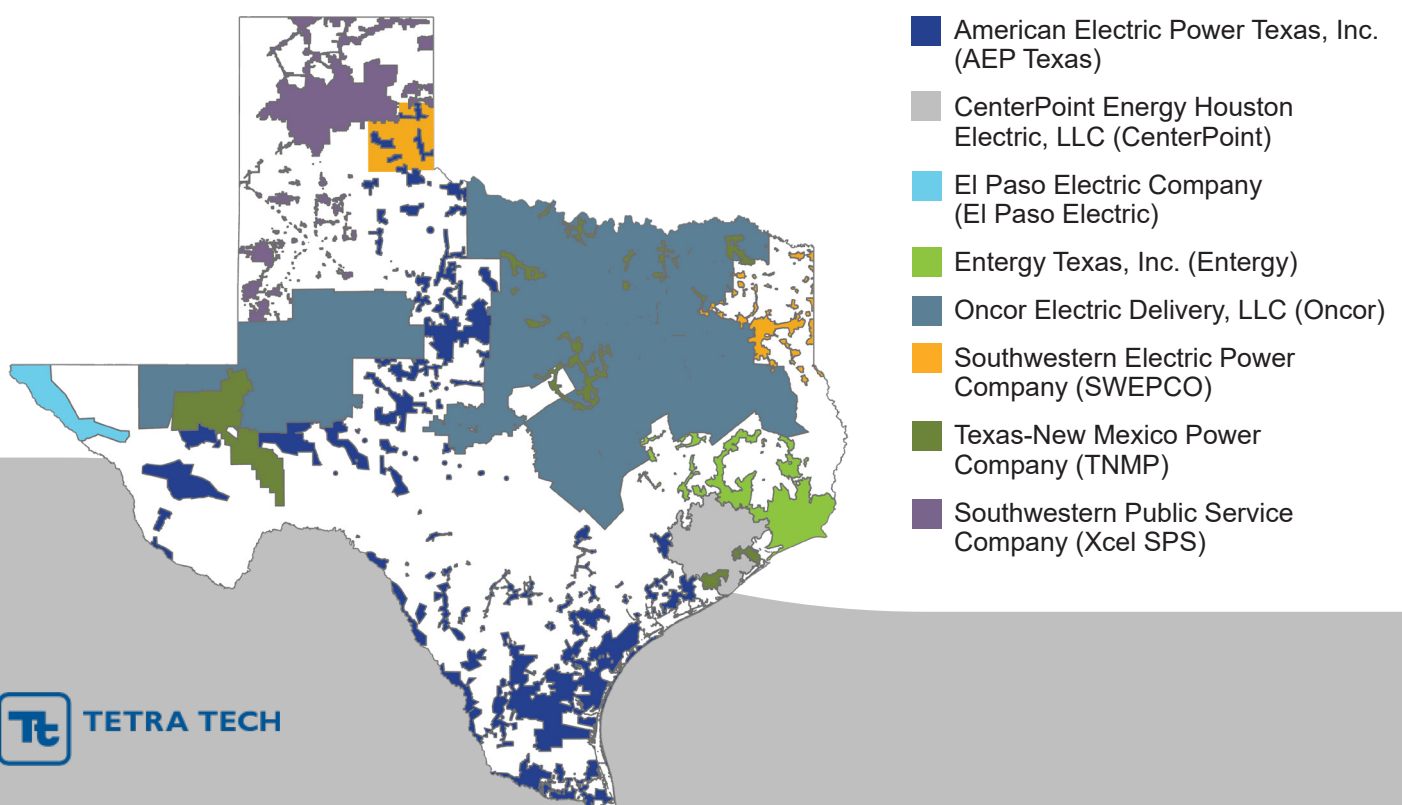 American Electric Power Texas, Inc.
(AEP Texas)
CenterPoint Energy Houston
Electric, LLC (CenterPoint)
El Paso Electric Company
(El Paso Electric)
Entergy Texas, Inc. (Entergy)
Oncor Electric Delivery, LLC (Oncor)
Southwestern Electric Power
Company (SWEPCO)
Texas-New Mexico Power
Company (TNMP)
Southwestern Public Service
Company (Xcel SPS)
Tt TETRA TECH